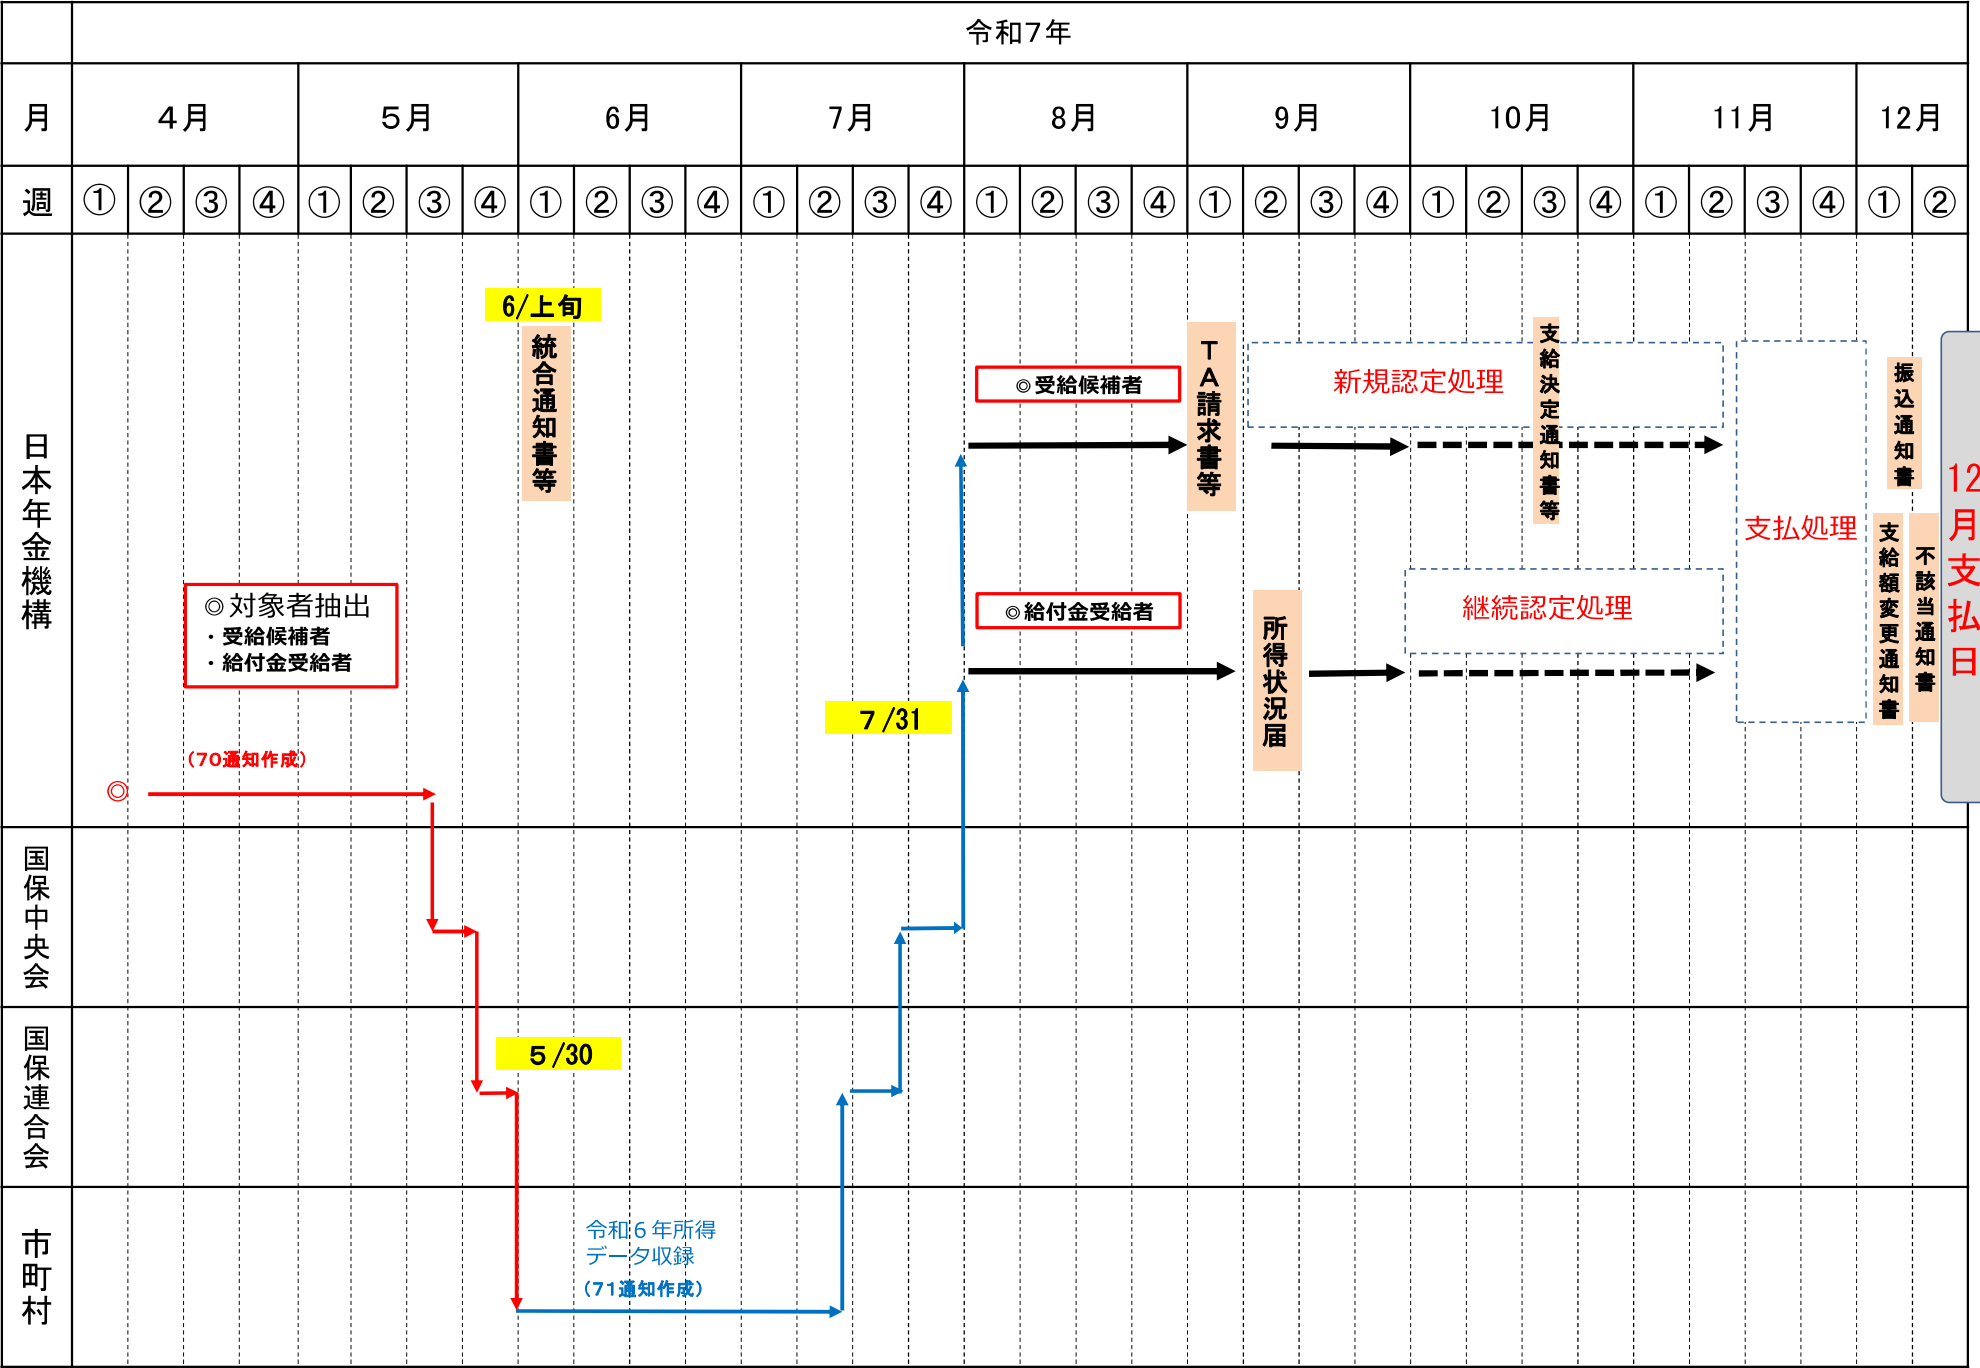 令和7年
月
４月
５月
6月
7月
8月
9月
10月
11月
12月
週
① ② ③ ④ ① ② ③ ④ ① ② ③ ④ ① ② ③ ④ ① ② ③ ④ ① ② ③ ④ ① ② ③ ④ ① ② ③ ④ ① ②
日本年金機構
6/上旬
統合通知書等
◎対象者抽出
・受給候補者
・給付金受給者
（70通知作成）
◎
７/31
◎受給候補者
◎給付金受給者
ＴＡ請求書等
所得状況届
新規認定処理
支給決定通知書等
継続認定処理
支払処理
振込通知書
支給額変更通知書
不該当通知書
12月支払日
国保中央会
国保連合会
５/30
市町村
令和６年所得
データ収録
（71通知作成）